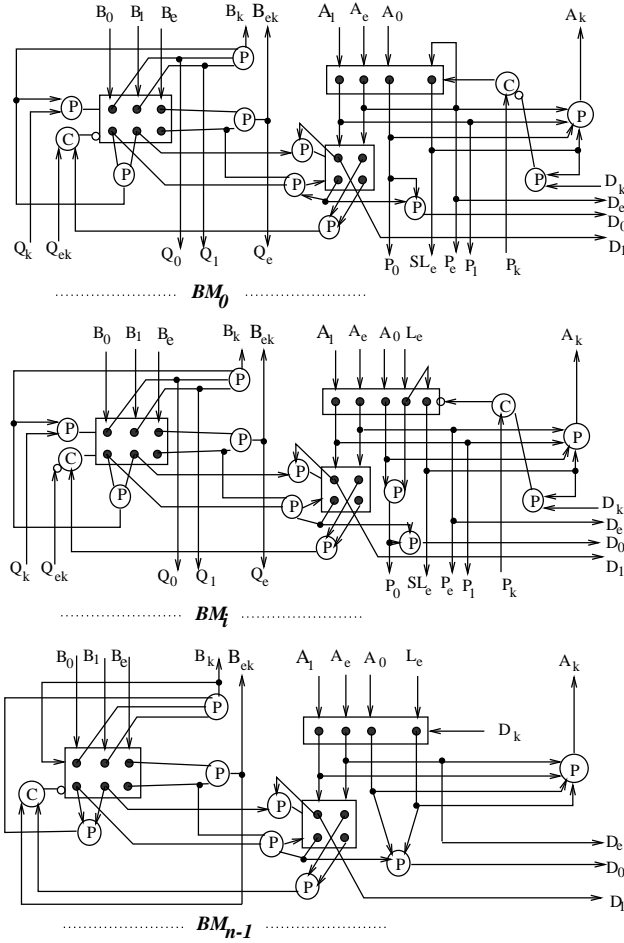 B0 B1 Be Bk Bek A1 Ae A0 Ak
P
P P C P
C P
P P P
P P Dk
P P De
D0
Qk Qek Q0 Q1 Qe P0 SLe Pe P1 Pk D1
BM0
B0 B1 Be Bk Bek A1 Ae A0 Le Ak
P
P P C P
C P
P P P Dk
P P De
P D0
Qk Qek Q0 Q1 Qe P0 SLe Pe P1 Pk D1
BMi
B0 B1 Be Bk Bek A1 Ae A0 Le Ak
P
Dk
P P
C P
P P De
P D0
P D1
BMn-1